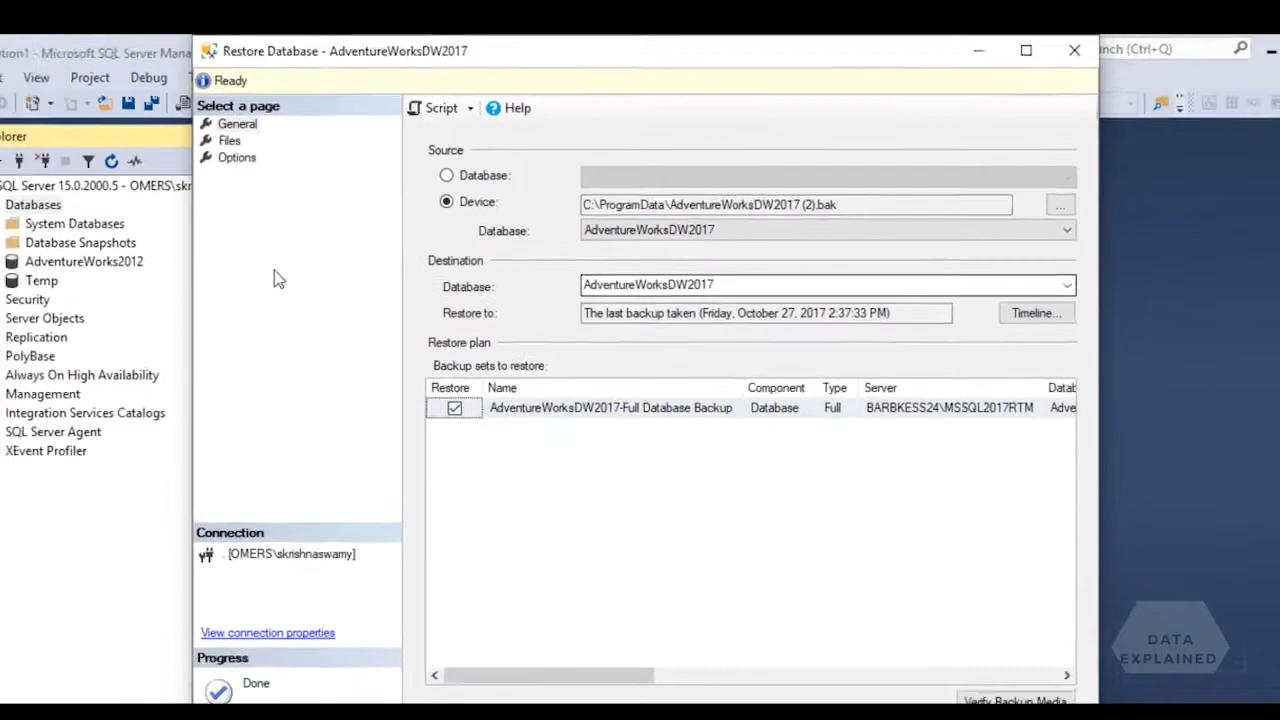 ution1 - Microsoft SQL Server Mana
Restore Database - AdventureWorksDW2017
nch (Ctrl+Q)
View Project Debug
Ready
Select a page
General
Files
Options
Script Help
lorer
SQL Server 15.0.2000.5 - OMERS\skr
Databases
System Databases
Database Snapshots
AdventureWorks2012
Temp
Security
Server Objects
Replication
PolyBase
Always On High Availability
Management
Integration Services Catalogs
SQL Server Agent
XEvent Profiler
Source
Database:
Device: C:\ProgramData\AdventureWorksDW2017 (2).bak ...
Database: AdventureWorksDW2017
Destination
Database: AdventureWorksDW2017
Restore to: The last backup taken (Friday, October 27, 2017 2:37:33 PM) Timeline...
Restore plan
Backup sets to restore:
Restore Name Component Type Server Datab
AdventureWorksDW2017-Full Database Backup Database Full BARBKESS24\MSSQL2017RTM Adve
Connection
. [OMERS\skrishnaswamy]
View connection properties
Progress
Done
Verify Backup Media
DATA
EXPLAINED